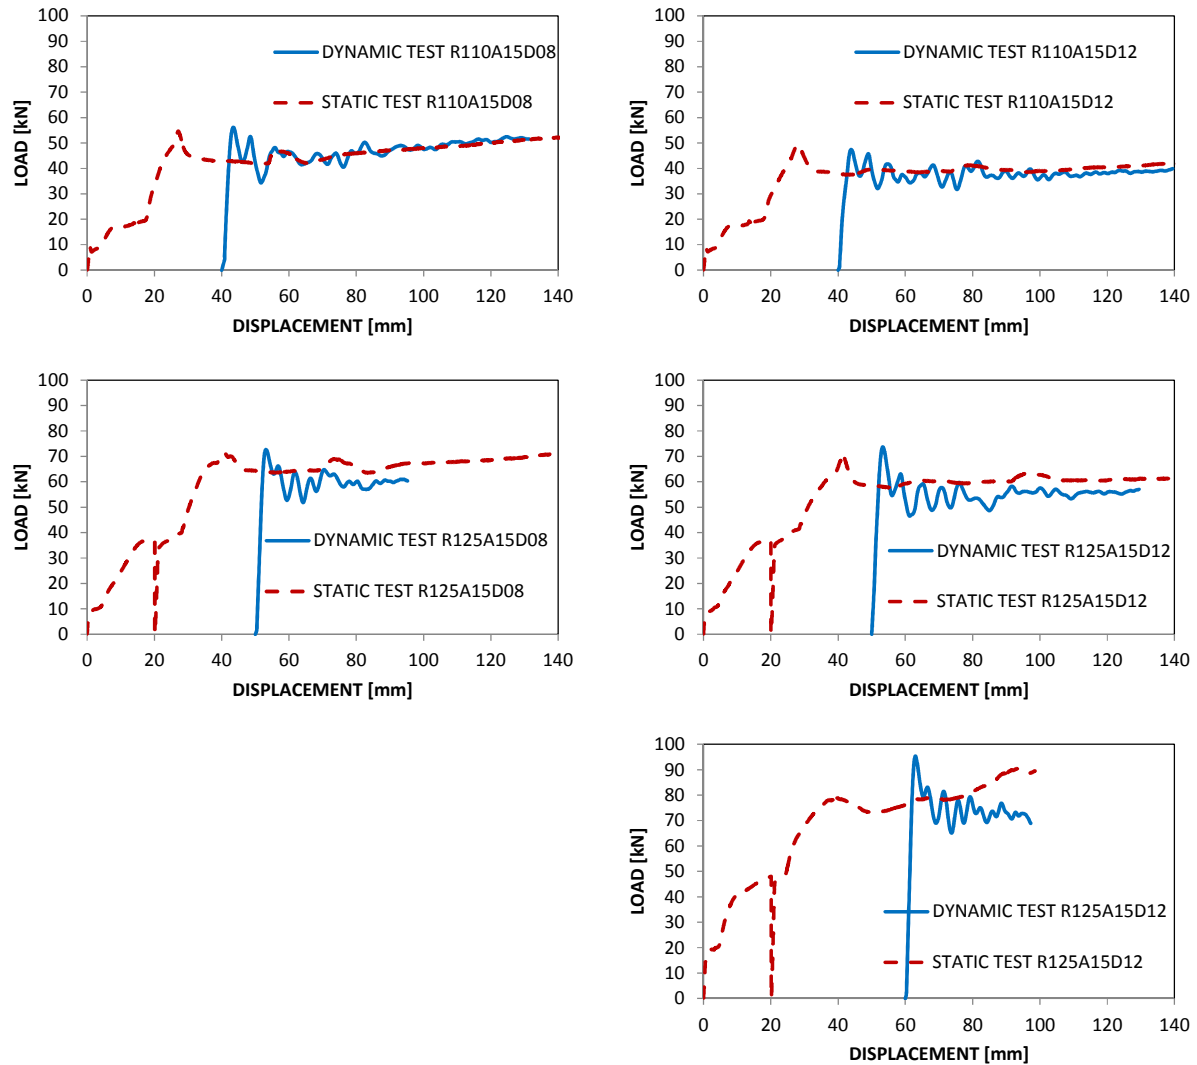 100
90
80
70
60
50
40
30
20
10
0
LOAD [kN]
DYNAMIC TEST R110A15D08
STATIC TEST R110A15D08
0 20 40 60 80 100 120 140
DISPLACEMENT [mm]
100
90
80
70
60
50
40
30
20
10
0
LOAD [kN]
DYNAMIC TEST R110A15D12
STATIC TEST R110A15D12
0 20 40 60 80 100 120 140
DISPLACEMENT [mm]
100
90
80
70
60
50
40
30
20
10
0
LOAD [kN]
DYNAMIC TEST R125A15D08
STATIC TEST R125A15D08
0 20 40 60 80 100 120 140
DISPLACEMENT [mm]
100
90
80
70
60
50
40
30
20
10
0
LOAD [kN]
DYNAMIC TEST R125A15D12
STATIC TEST R125A15D12
0 20 40 60 80 100 120 140
DISPLACEMENT [mm]
100
90
80
70
60
50
40
30
20
10
0
LOAD [kN]
DYNAMIC TEST R125A15D12
STATIC TEST R125A15D12
0 20 40 60 80 100 120 140
DISPLACEMENT [mm]